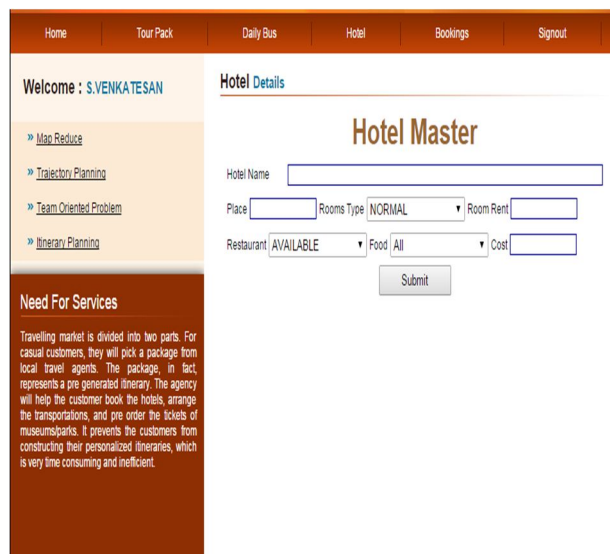 Home Tour Pack Daily Bus Hotel Bookings Signout
Welcome : S.VENKATESAN
» Map Reduce
» Trajectory Planning
» Team Oriented Problem
» Itinerary Planning
Need For Services
Travelling market is divided into two parts. For
casual customers, they will pick a package from
local travel agents. The package, in fact,
represents a pre generated itinerary. The agency
will help the customer book the hotels, arrange
the transportations, and pre order the tickets of
museums/parks. It prevents the customers from
constructing their personalized itineraries, which
is very time consuming and inefficient.
Hotel Details
Hotel Master
Hotel Name
Place Rooms Type NORMAL Room Rent
Restaurant AVAILABLE Food All Cost
Submit